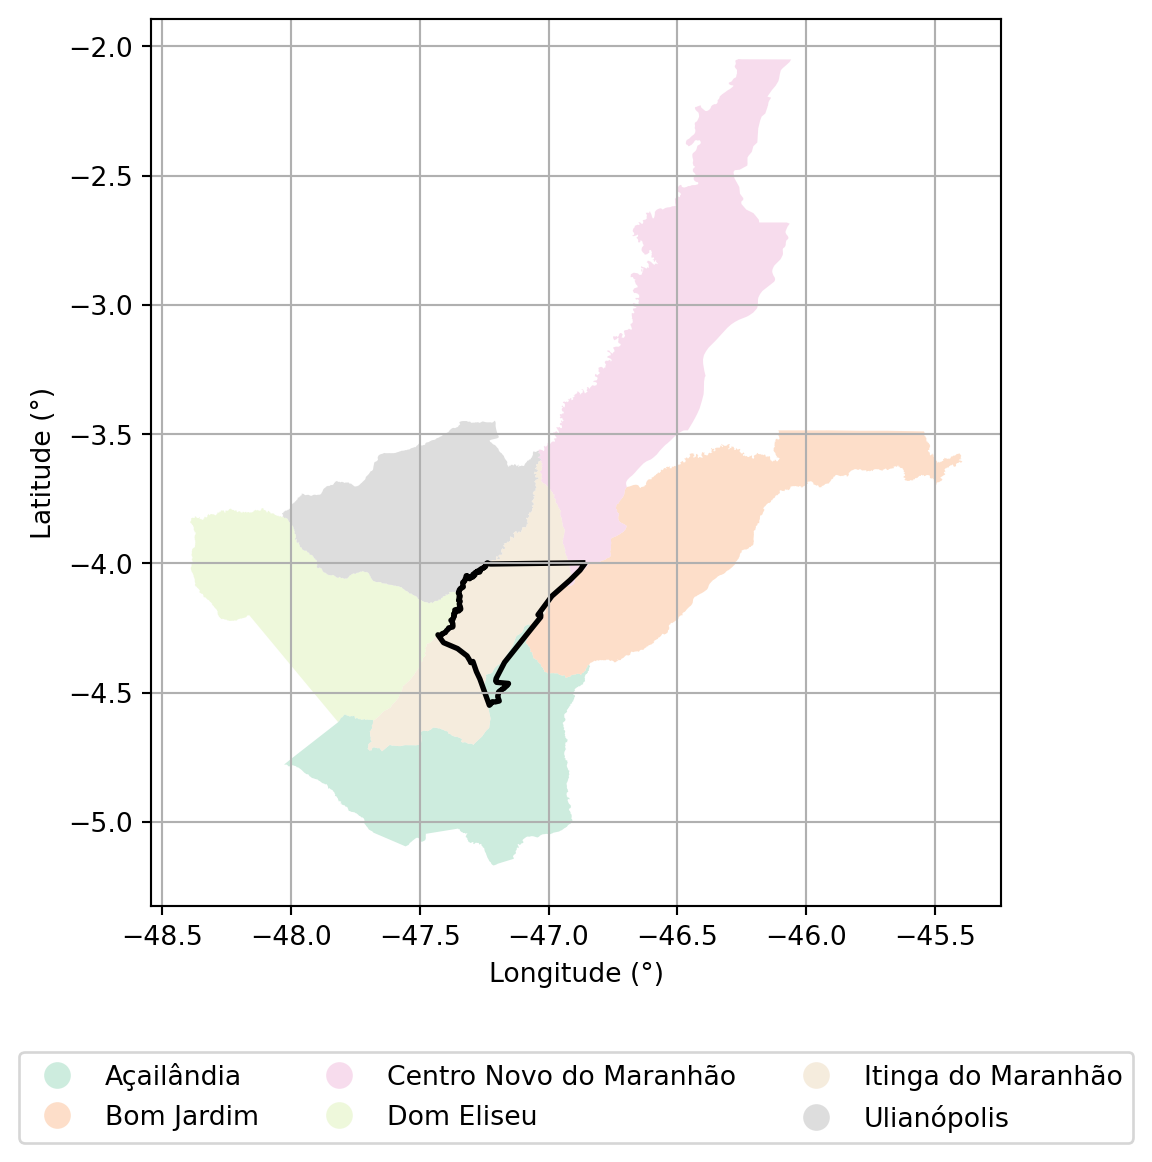 −2.0
−2.5
−3.0
−3.5
−4.0
−4.5
−5.0
Latitude (°)
−48.5 −48.0 −47.5 −47.0 −46.5 −46.0 −45.5
Longitude (°)
Açailândia Centro Novo do Maranhão Itinga do Maranhão
Bom Jardim Dom Eliseu Ulianópolis